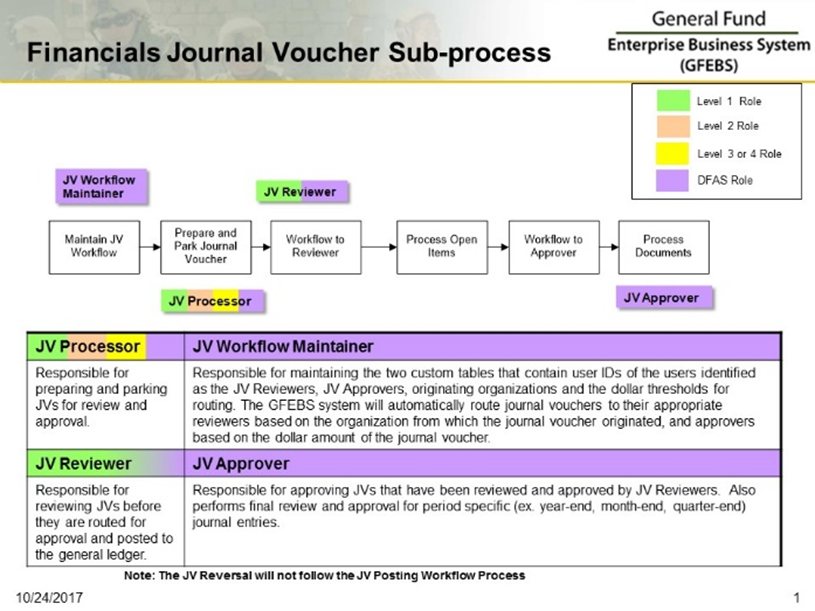 Financials Journal Voucher Sub-process
General Fund
Enterprise Business System
(GFEBS)
Level 1 Role
Level 2 Role
Level 3 or 4 Role
DFAS Role
JV Workflow
Maintainer
JV Reviewer
Maintain JV
Workflow
Prepare and
Park Journal
Voucher
Workflow to
Reviewer
Process Open
Items
Workflow to
Approver
Process
Documents
JV Processor
JV Approver
JV Processor
JV Workflow Maintainer
Responsible for
preparing and parking
JVs for review and
approval.
Responsible for maintaining the two custom tables that contain user IDs of the users identified
as the JV Reviewers, JV Approvers, originating organizations and the dollar thresholds for
routing. The GFEBS system will automatically route journal vouchers to their appropriate
reviewers based on the organization from which the journal voucher originated, and approvers
based on the dollar amount of the journal voucher.
JV Reviewer
JV Approver
Responsible for
reviewing JVs before
they are routed for
approval and posted to
the general ledger.
Responsible for approving JVs that have been reviewed and approved by JV Reviewers. Also
performs final review and approval for period specific (ex. year-end, month-end, quarter-end)
journal entries.
Note: The JV Reversal will not follow the JV Posting Workflow Process
10/24/2017
1